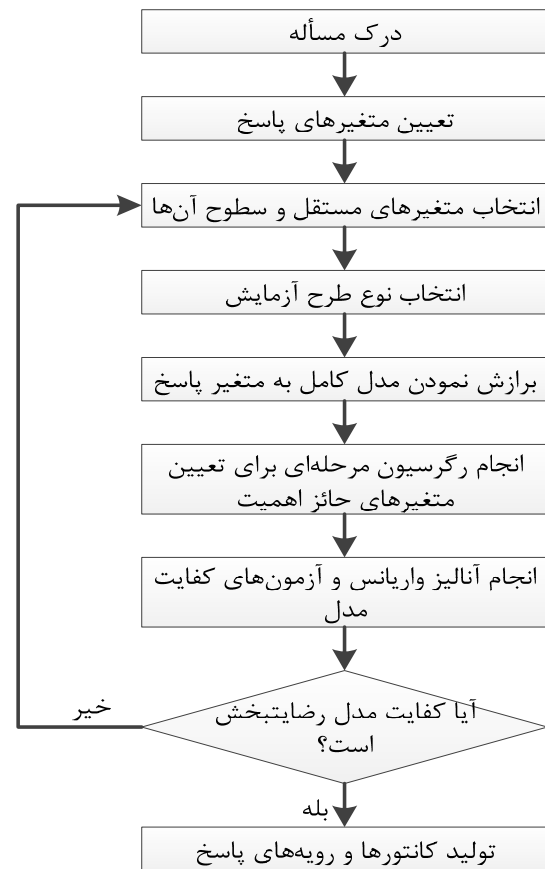 درک مسأله
تعیین متغیرهای پاسخ
انتخاب متغیرهای مستقل و سطوح آن‌ها
انتخاب نوع طرح آزمایش
برازش نمودن مدل کامل به متغیر پاسخ
انجام رگرسیون مرحله‌ای برای تعیین
متغیرهای حائز اهمیت
انجام آنالیز واریانس و آزمون‌های کفایت
مدل
آیا کفایت مدل رضایتبخش
است؟
خیر
بله
تولید کانتورها و رویه‌های پاسخ